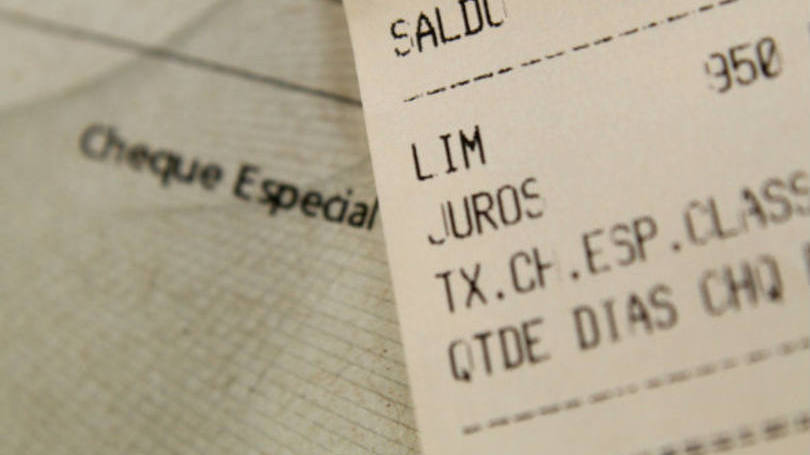 SALDO
950
LIM
JUROS
TX.CH.ESP.CLASS
QTDE DIAS CHQ
Cheque Especial